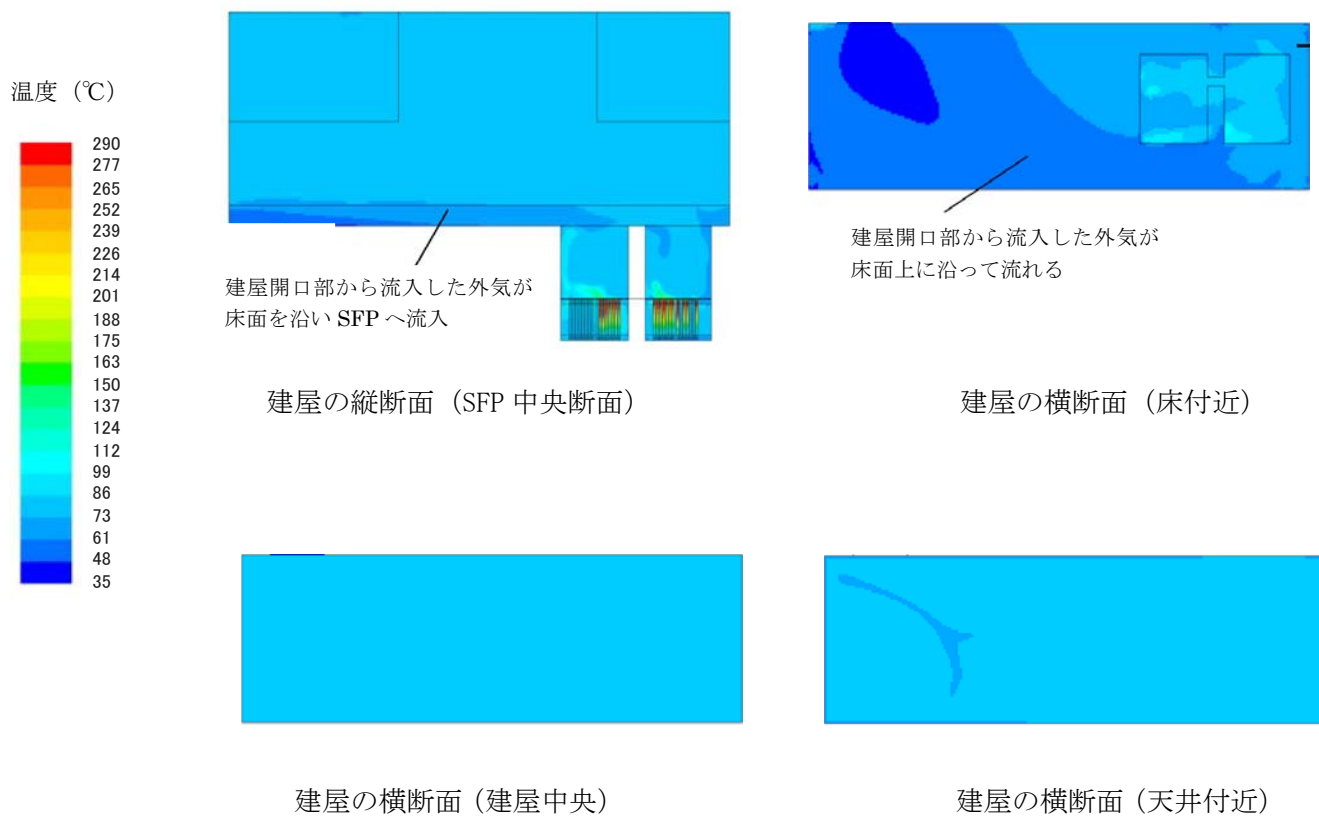 温度（℃）
290
277
265
252
239
226
214
201
188
175
163
150
137
124
112
99
86
73
61
48
35
建屋開口部から流入した外気が
床面を沿い SFP へ流入
建屋の縦断面（SFP 中央断面）
建屋開口部から流入した外気が
床面上に沿って流れる
建屋の横断面（床付近）
建屋の横断面（建屋中央）
建屋の横断面（天井付近）